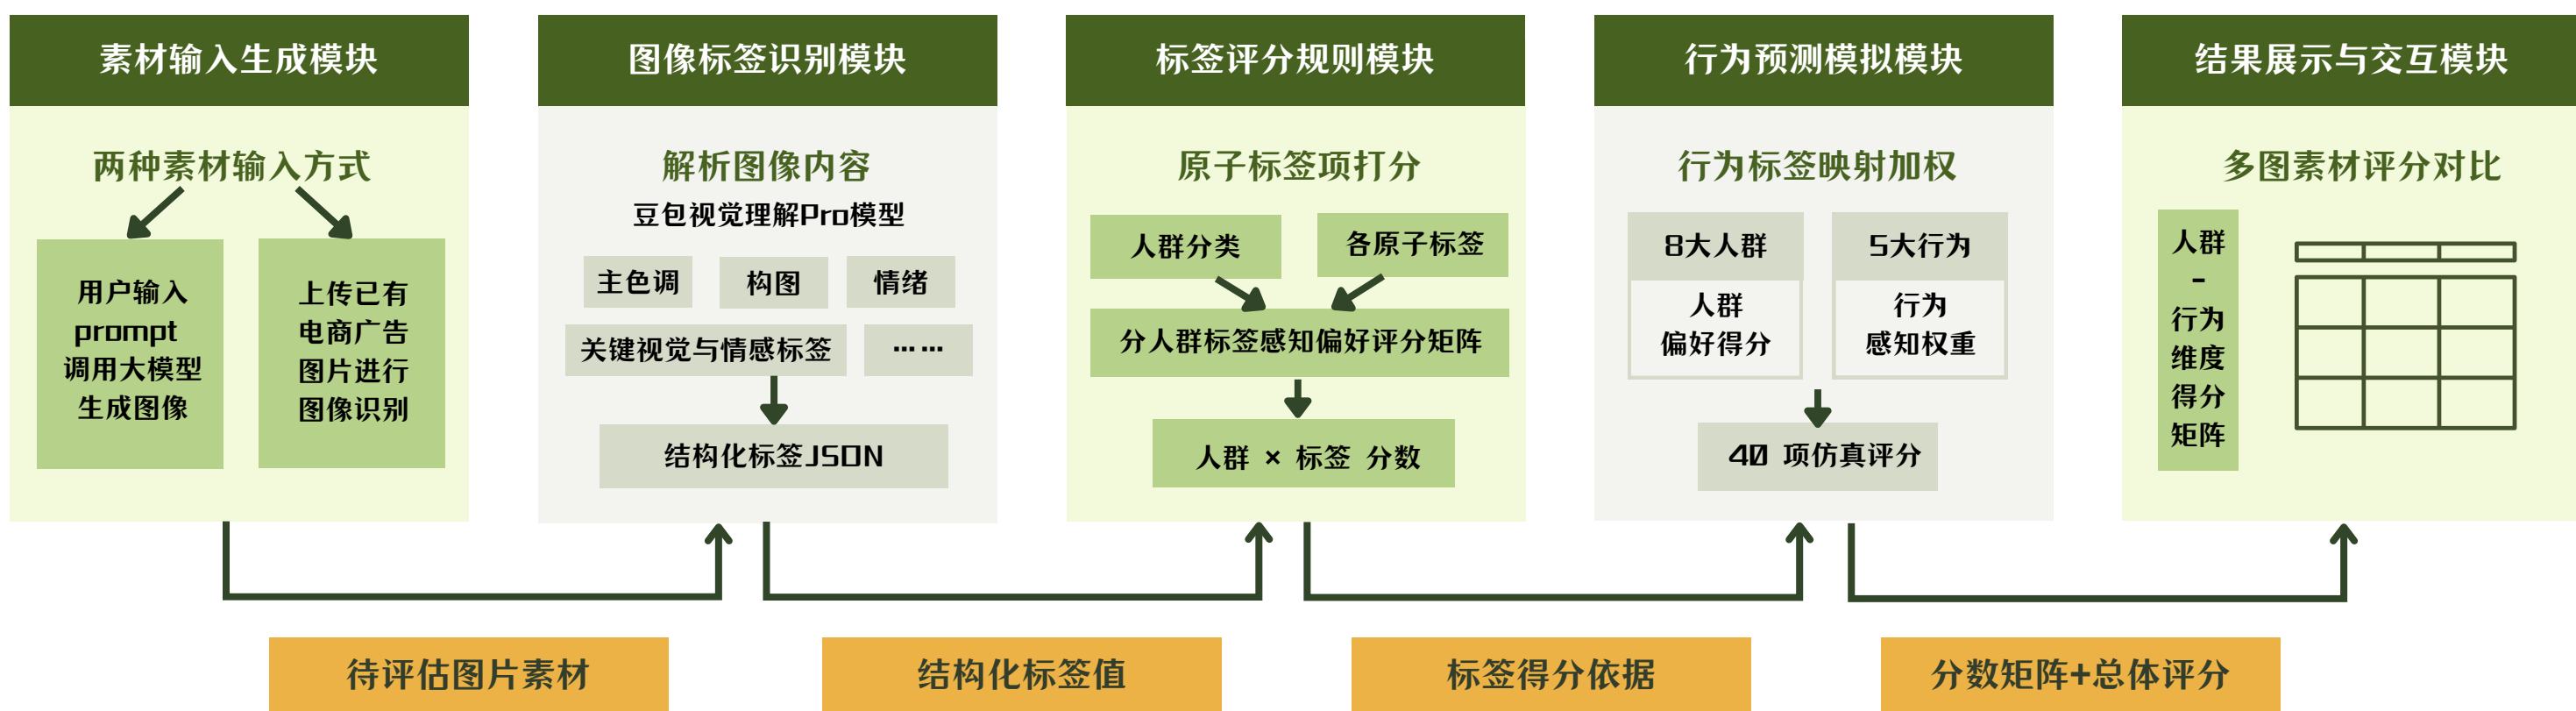 素材输入生成模块
两种素材输入方式
用户输入
prompt
调用大模型
生成图像
上传已有
电商广告
图片进行
图像识别
图像标签识别模块
解析图像内容
豆包视觉理解Pro模型
主色调
构图
情绪
关键视觉与情感标签
……
结构化标签JSON
标签评分规则模块
原子标签项打分
人群分类
各原子标签
分人群标签感知偏好评分矩阵
人群 × 标签 分数
行为预测模拟模块
行为标签映射加权
8大人群
人群
偏好得分
5大行为
行为
感知权重
40 项仿真评分
结果展示与交互模块
多图素材评分对比
人群
-
行为
维度
得分
矩阵
待评估图片素材
结构化标签值
标签得分依据
分数矩阵+总体评分